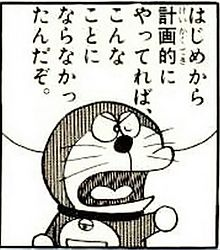 はじめから
計画的に
やってれば、
こんな
ことに
ならなかっ
たんだぞ。